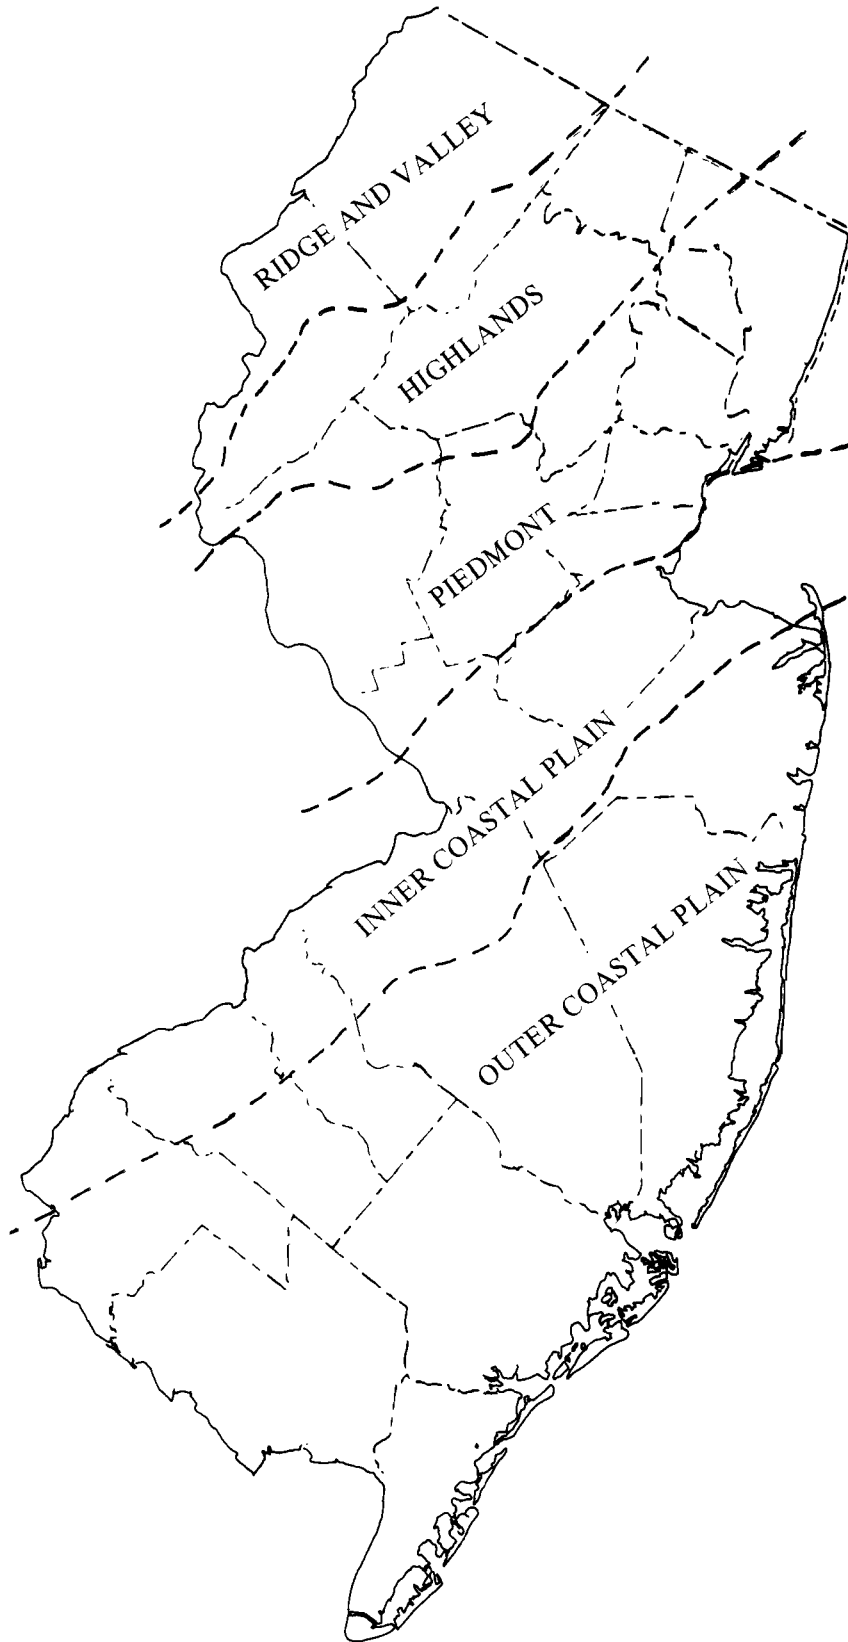 RIDGE AND VALLEY
HIGHLANDS
PIEDMONT
INNER COASTAL PLAIN
OUTER COASTAL PLAIN